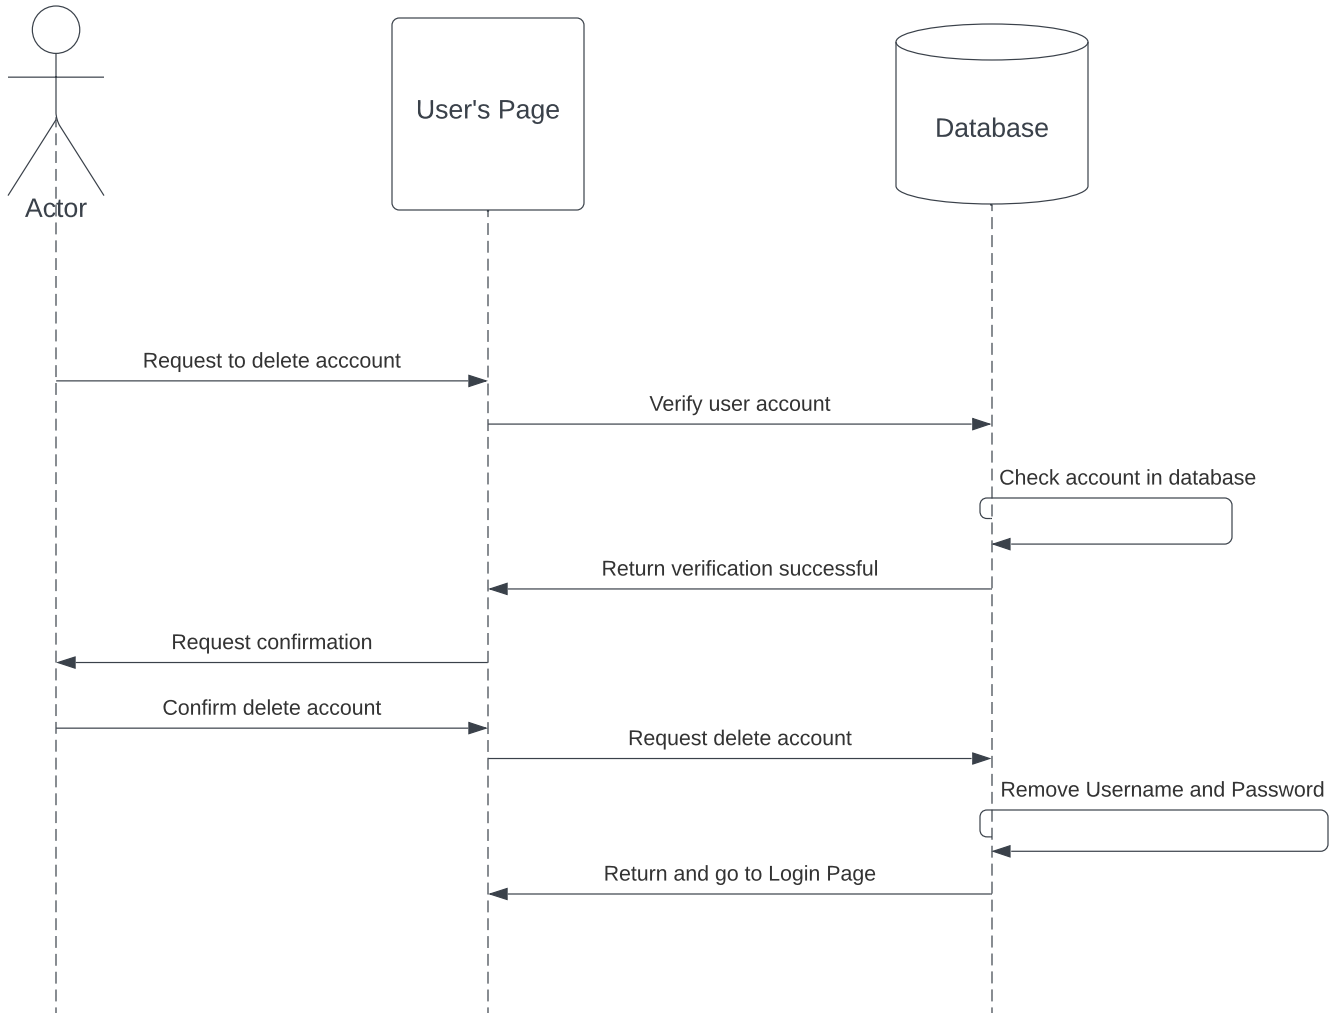 User's Page
Database
Actor
Request to delete acccount
Verify user account
Check account in database
Return verification successful
Request confirmation
Confirm delete account
Request delete account
Remove Username and Password
Return and go to Login Page